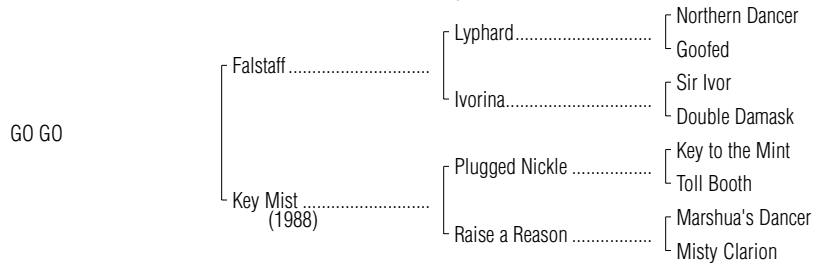 Northern Dancer
Lyphard..............................
Goofed
Falstaff..............................
Sir Ivor
Ivorina...............................
Double Damask
GO GO
Key to the Mint
Plugged Nickle .................
Toll Booth
Key Mist...........................
(1988)
Marshua's Dancer
Raise a Reason .................
Misty Clarion